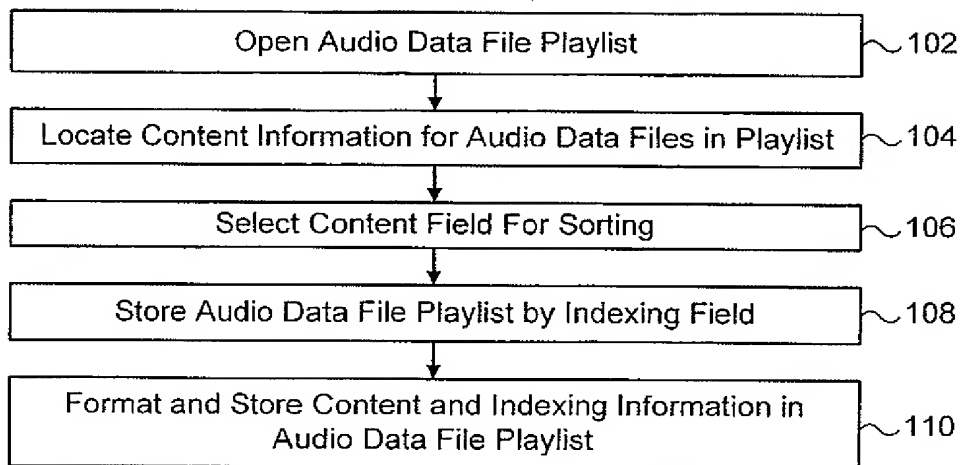 Open Audio Data File Playlist 102
Locate Content Information for Audio Data Files in Playlist 104
Select Content Field For Sorting 106
Store Audio Data File Playlist by Indexing Field 108
Format and Store Content and Indexing Information in
Audio Data File Playlist 110